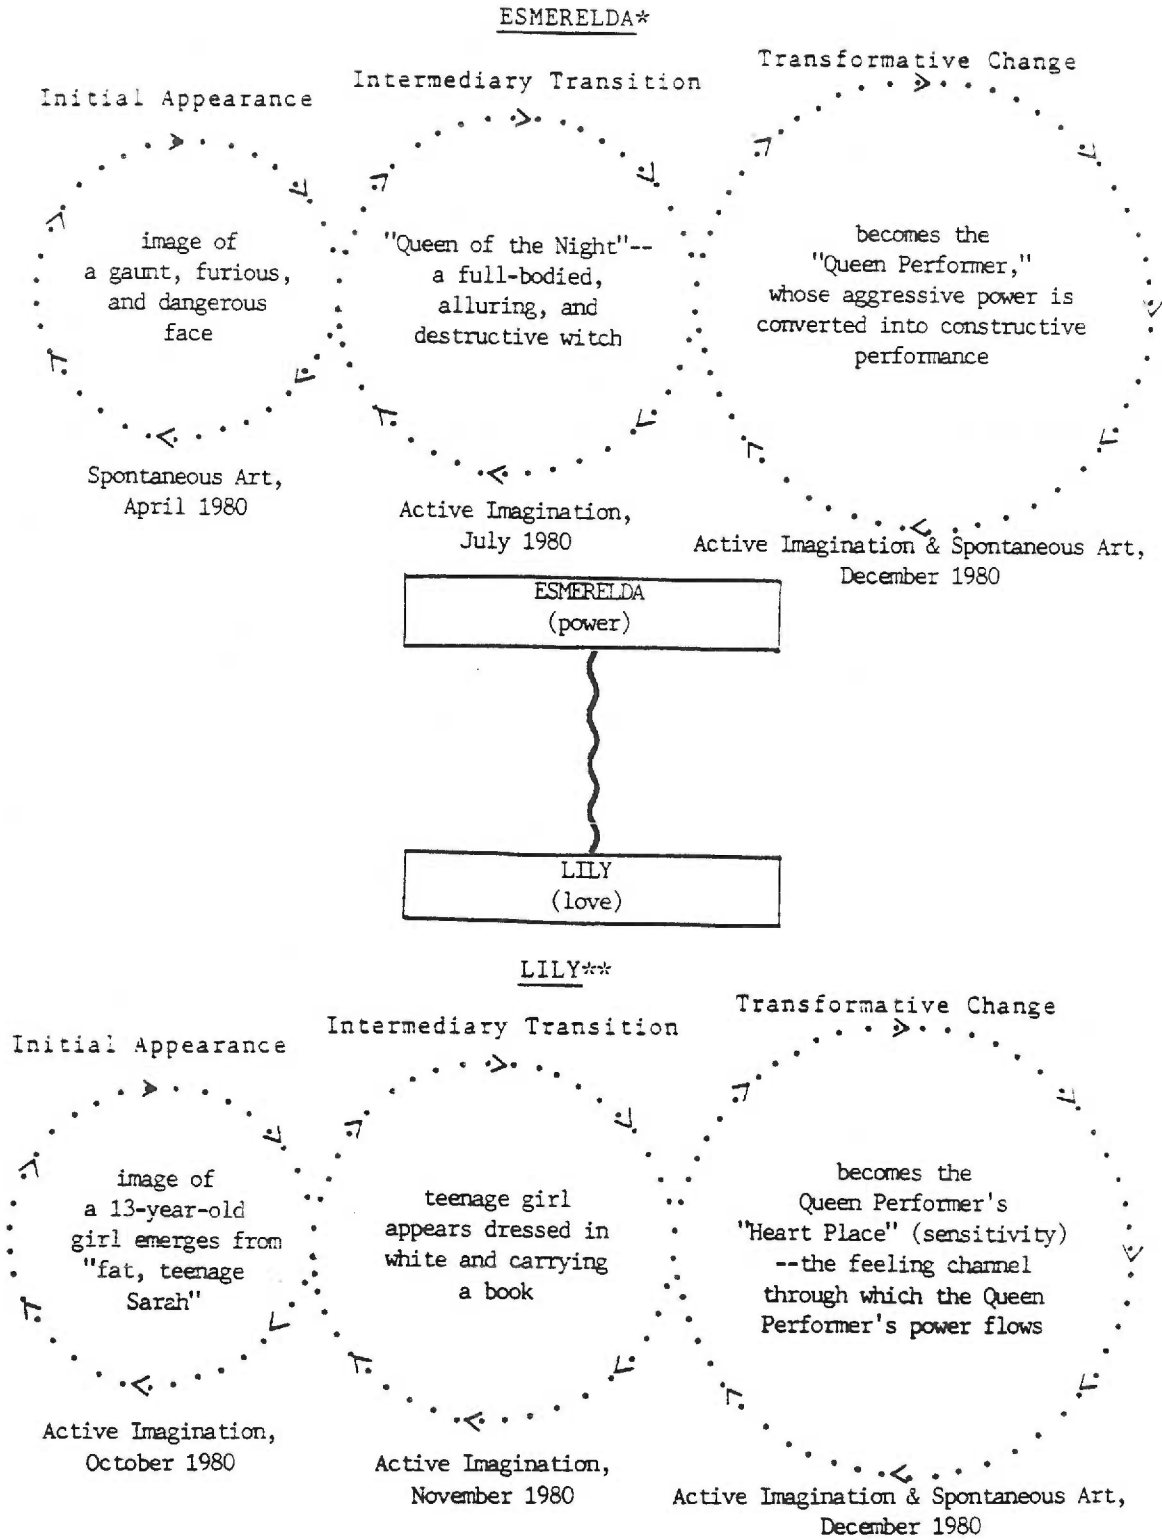 ESMERELDA*
Initial Appearance
image of
a gaunt, furious,
and dangerous
face
Spontaneous Art,
April 1980
Intermediary Transition
"Queen of the Night"--
a full-bodied,
alluring, and
destructive witch
Active Imagination,
July 1980
Transformative Change
becomes the
"Queen Performer,"
whose aggressive power is
converted into constructive
performance
Active Imagination & Spontaneous Art,
December 1980
ESMERELDA
(power)
LILY
(love)
LILY**
Initial Appearance
image of
a 13-year-old
girl emerges from
"fat, teenage
Sarah"
Active Imagination,
October 1980
Intermediary Transition
teenage girl
appears dressed in
white and carrying
a book
Active Imagination,
November 1980
Transformative Change
becomes the
Queen Performer's
"Heart Place" (sensitivity)
--the feeling channel
through which the Queen
Performer's power flows
Active Imagination & Spontaneous Art,
December 1980